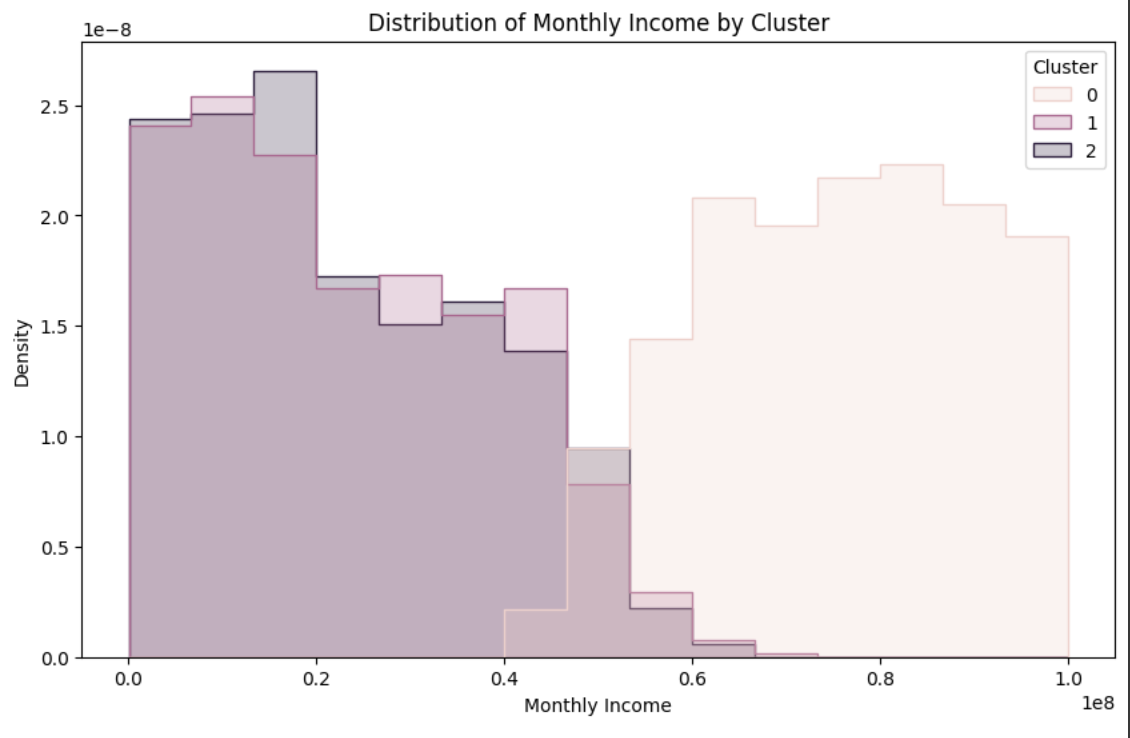 Distribution of Monthly Income by Cluster
1e−8
Cluster
0
1
2
2.5
2.0
1.5
1.0
0.5
0.0
Density
0.0 0.2 0.4 0.6 0.8 1.0
1e8
Monthly Income